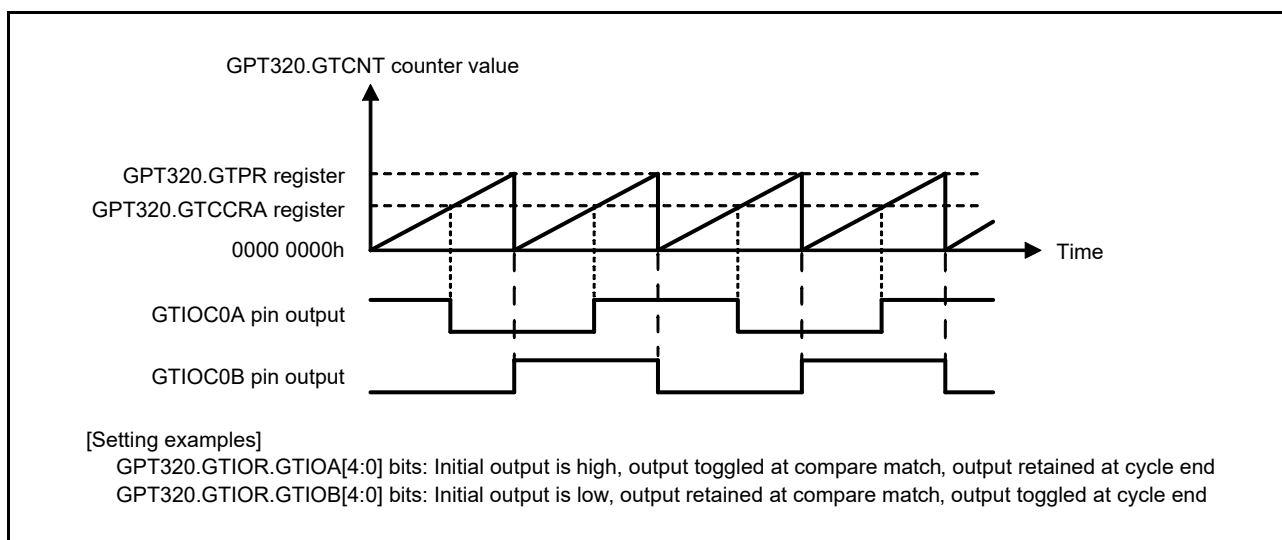 GPT320.GTCNT counter value
GPT320.GTPR register
GPT320.GTCCRA register
0000 0000h
Time
GTIOC0A pin output
GTIOC0B pin output
[Setting examples]
GPT320.GTIOR.GTIOA[4:0] bits: Initial output is high, output toggled at compare match, output retained at cycle end
GPT320.GTIOR.GTIOB[4:0] bits: Initial output is low, output retained at compare match, output toggled at cycle end